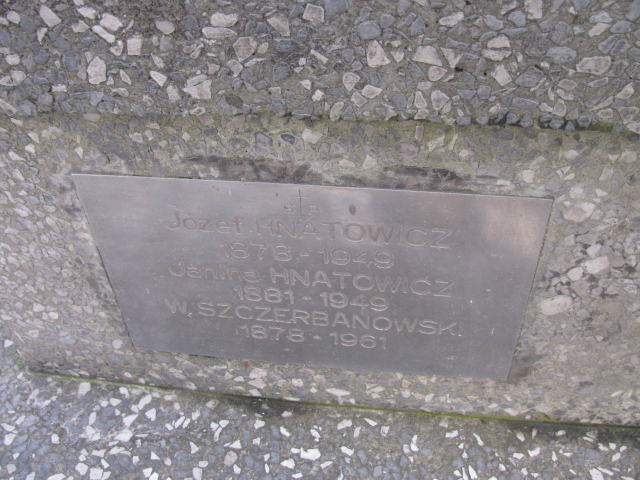 Ś†P
Józef HNATOWICZ
1878-1949
Janina HNATOWICZ
1881-1949
W. SZCZERBANOWSKI
1878-1961